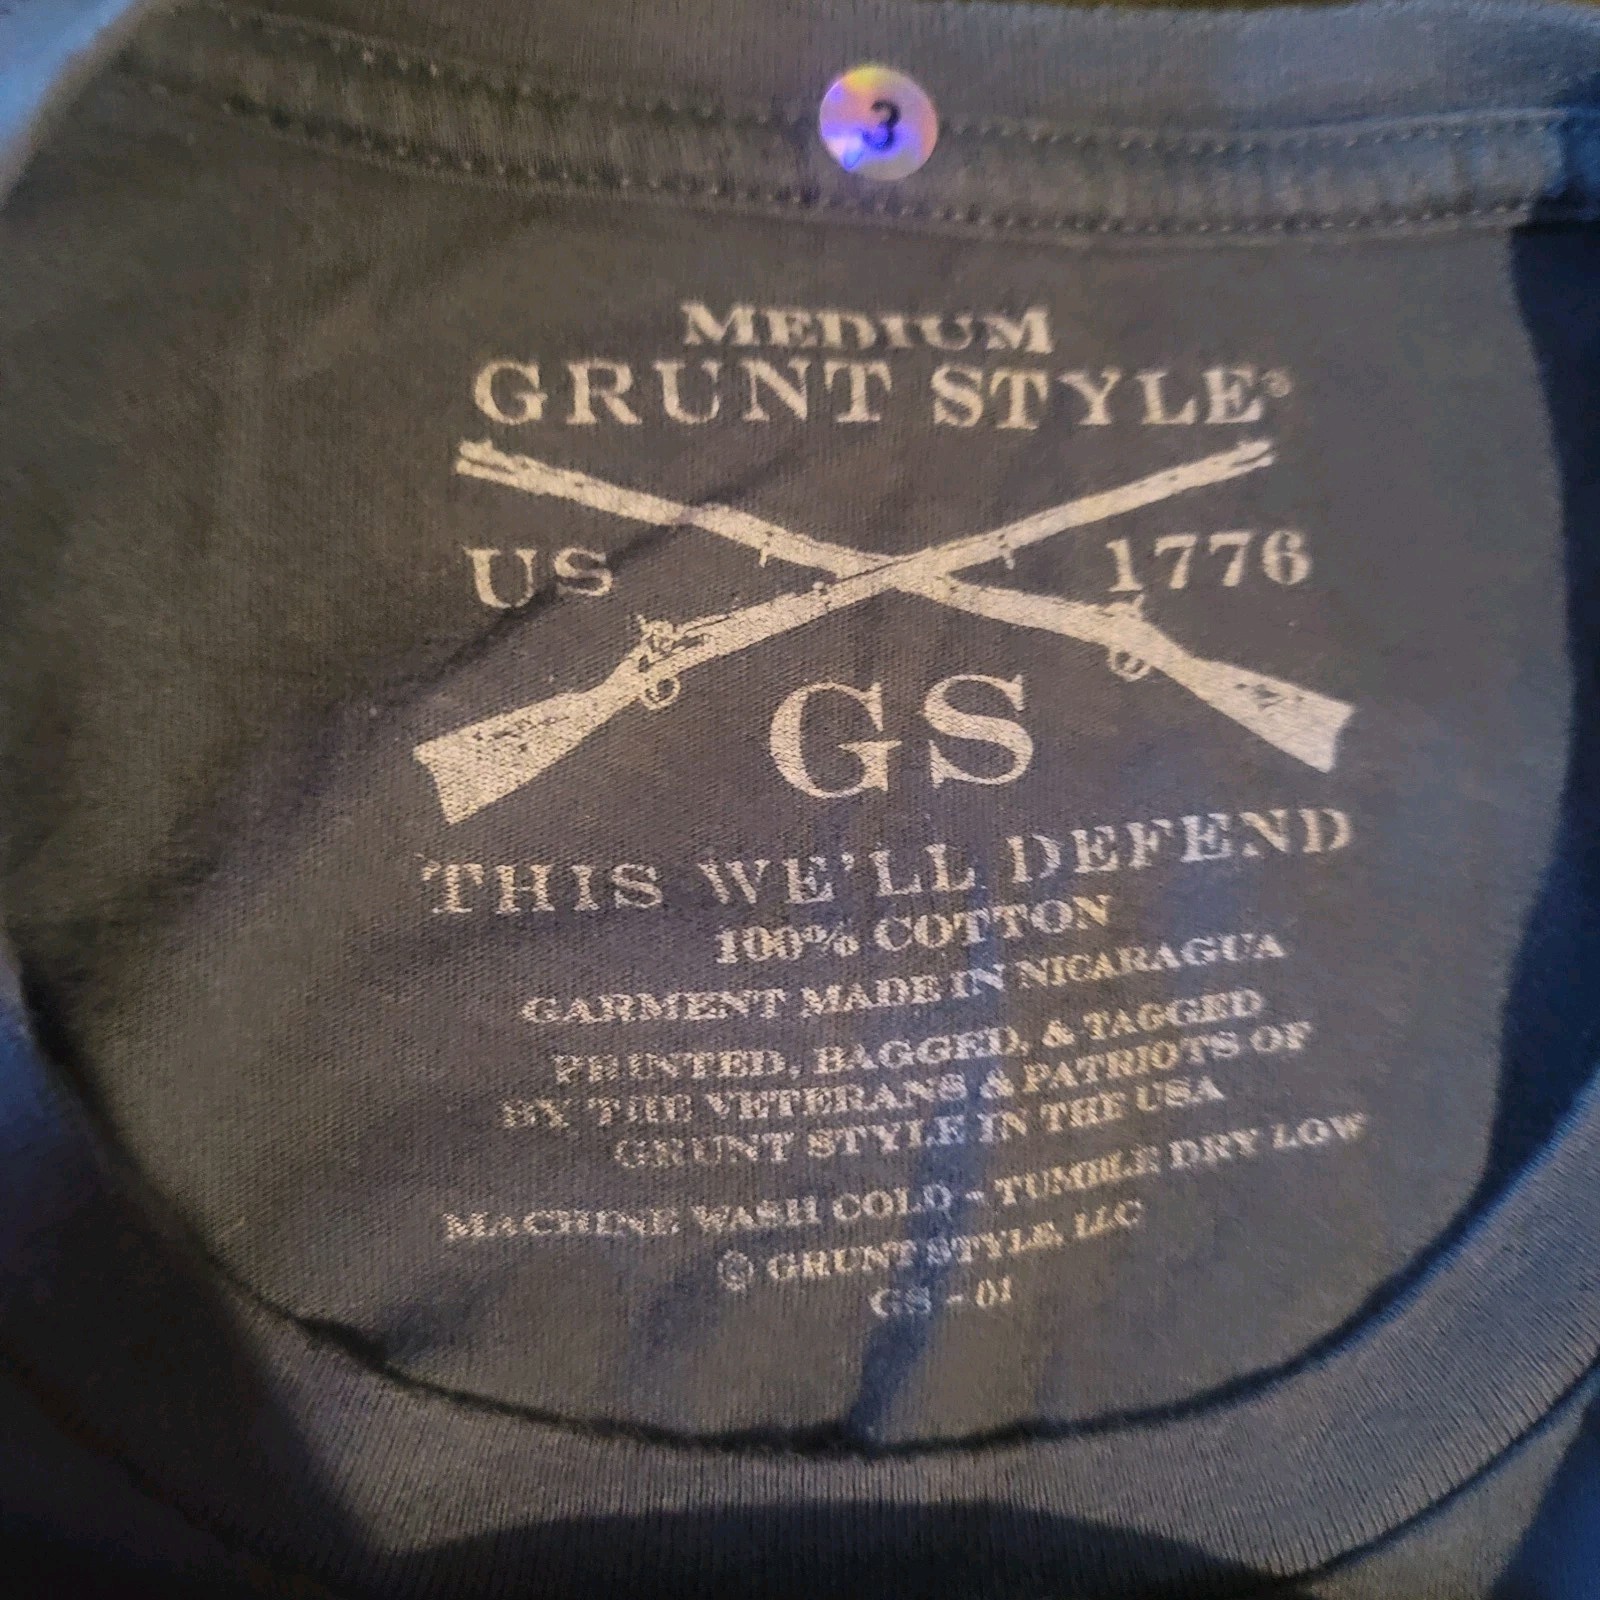 3
MEDIUM
GRUNT STYLE®
US 1776
GS
THIS WE'LL DEFEND
100% COTTON
GARMENT MADE IN NICARAGUA
PRINTED, BAGGED, & TAGGED
BY THE VETERANS & PATRIOTS OF
GRUNT STYLE IN THE USA
MACHINE WASH COLD - TUMBLE DRY LOW
© GRUNT STYLE, LLC
GS - 01